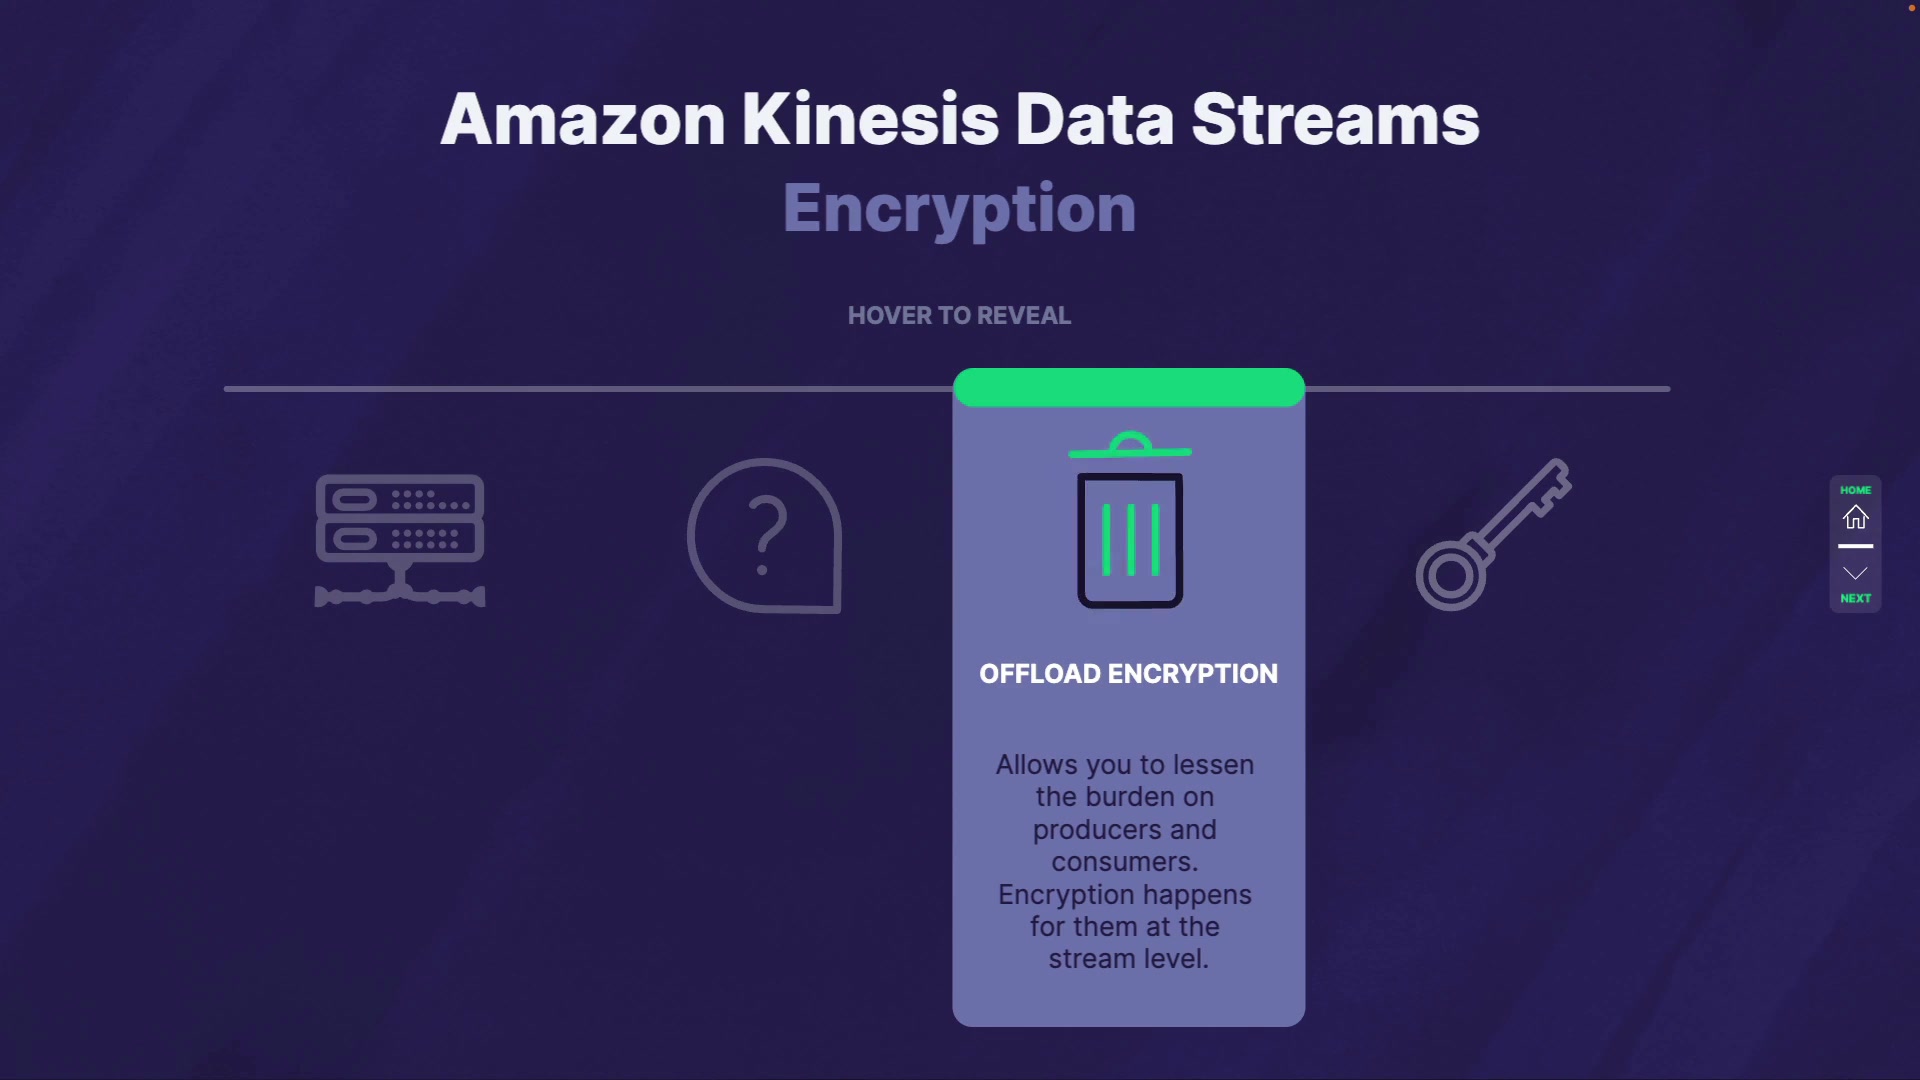 Amazon Kinesis Data Streams
Encryption
HOVER TO REVEAL
?
OFFLOAD ENCRYPTION
Allows you to lessen
the burden on
producers and
consumers.
Encryption happens
for them at the
stream level.
HOME
NEXT